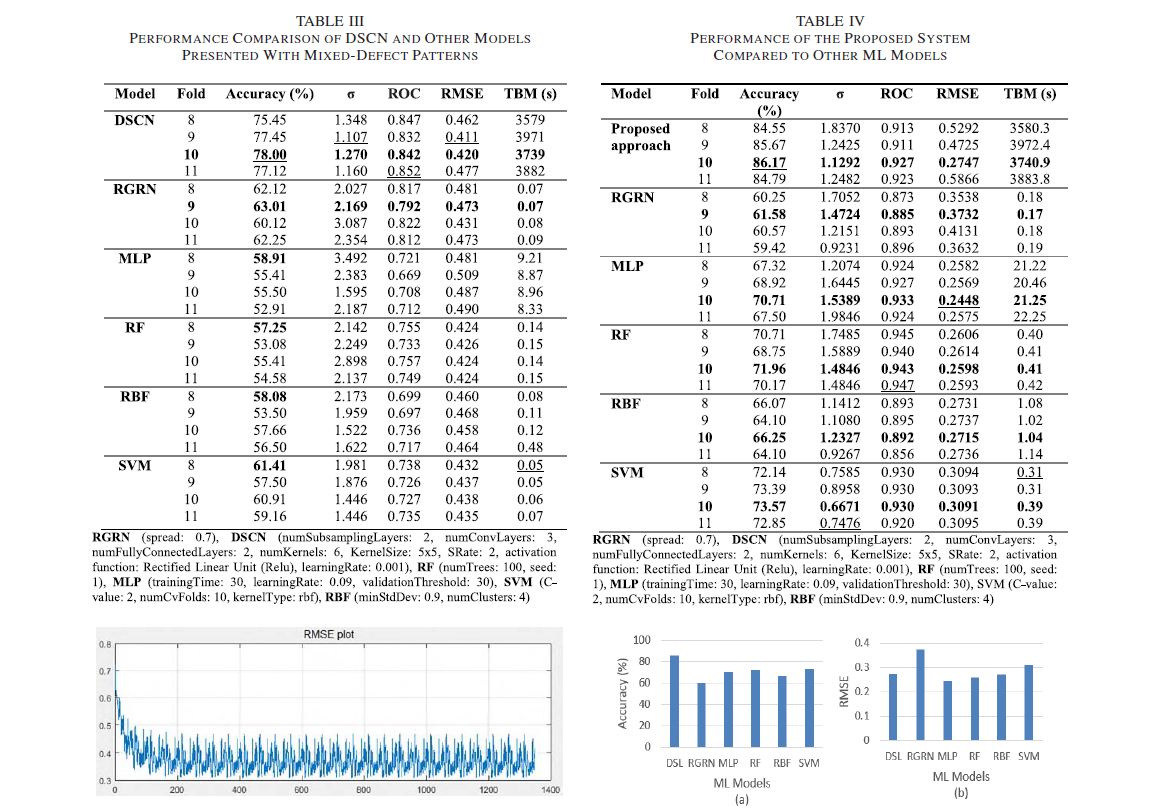 TABLE III
PERFORMANCE COMPARISON OF DSCN AND OTHER MODELS
PRESENTED WITH MIXED-DEFECT PATTERNS
Model Fold Accuracy (%) σ ROC RMSE TBM (s)
DSCN 8 75.45 1.348 0.847 0.462 3579
9 77.45 1.107 0.832 0.411 3971
10 78.00 1.270 0.842 0.420 3739
11 77.12 1.160 0.852 0.477 3882
RGRN 8 62.12 2.027 0.817 0.481 0.07
9 63.01 2.169 0.792 0.473 0.07
10 60.12 3.087 0.822 0.431 0.08
11 62.25 2.354 0.812 0.473 0.09
MLP 8 58.91 3.492 0.721 0.481 9.21
9 55.41 2.383 0.669 0.509 8.87
10 55.50 1.595 0.708 0.487 8.96
11 52.91 2.187 0.712 0.490 8.33
RF 8 57.25 2.142 0.755 0.424 0.14
9 53.08 2.249 0.733 0.426 0.15
10 55.41 2.898 0.757 0.424 0.14
11 54.58 2.137 0.749 0.424 0.15
RBF 8 58.08 2.173 0.699 0.460 0.08
9 53.50 1.959 0.697 0.468 0.11
10 57.66 1.522 0.736 0.458 0.12
11 56.50 1.622 0.717 0.464 0.48
SVM 8 61.41 1.981 0.738 0.432 0.05
9 57.50 1.876 0.726 0.437 0.05
10 60.91 1.446 0.727 0.438 0.06
11 59.16 1.446 0.735 0.435 0.07
RGRN (spread: 0.7), DSCN (numSubsamplingLayers: 2, numConvLayers: 3,
numFullyConnectedLayers: 2, numKernels: 6, KernelSize: 5x5, SRate: 2, activation
function: Rectified Linear Unit (Relu), learningRate: 0.001), RF (numTrees: 100, seed:
1), MLP (trainingTime: 30, learningRate: 0.09, validationThreshold: 30), SVM (C–
value: 2, numCvFolds: 10, kernelType: rbf), RBF (minStdDev: 0.9, numClusters: 4)
TABLE IV
PERFORMANCE OF THE PROPOSED SYSTEM
COMPARED TO OTHER ML MODELS
Model Fold Accuracy σ ROC RMSE TBM (s)
(%)
Proposed 8 84.55 1.8370 0.913 0.5292 3580.3
approach 9 85.67 1.2425 0.911 0.4725 3972.4
10 86.17 1.1292 0.927 0.2747 3740.9
11 84.79 1.2482 0.923 0.5866 3883.8
RGRN 8 60.25 1.7052 0.873 0.3538 0.18
9 61.58 1.4724 0.885 0.3732 0.17
10 60.57 1.2151 0.893 0.4131 0.18
11 59.42 0.9231 0.896 0.3632 0.19
MLP 8 67.32 1.2074 0.924 0.2582 21.22
9 68.92 1.6445 0.927 0.2569 20.46
10 70.71 1.5389 0.933 0.2448 21.25
11 67.50 1.9846 0.924 0.2575 22.25
RF 8 70.71 1.7485 0.945 0.2606 0.40
9 68.75 1.5889 0.940 0.2614 0.41
10 71.96 1.4846 0.943 0.2598 0.41
11 70.17 1.4846 0.947 0.2593 0.42
RBF 8 66.07 1.1412 0.893 0.2731 1.08
9 64.10 1.1080 0.895 0.2737 1.02
10 66.25 1.2327 0.892 0.2715 1.04
11 64.10 0.9267 0.856 0.2736 1.14
SVM 8 72.14 0.7585 0.930 0.3094 0.31
9 73.39 0.8958 0.930 0.3093 0.31
10 73.57 0.6671 0.930 0.3091 0.39
11 72.85 0.7476 0.920 0.3095 0.39
RGRN (spread: 0.7), DSCN (numSubsamplingLayers: 2, numConvLayers: 3,
numFullyConnectedLayers: 2, numKernels: 6, KernelSize: 5x5, SRate: 2, activation
function: Rectified Linear Unit (Relu), learningRate: 0.001), RF (numTrees: 100, seed:
1), MLP (trainingTime: 30, learningRate: 0.09, validationThreshold: 30), SVM (C–value:
2, numCvFolds: 10, kernelType: rbf), RBF (minStdDev: 0.9, numClusters: 4)
RMSE plot
0.8
0.7
0.6
0.5
0.4
0.3
0 200 400 600 800 1000 1200 1400
Accuracy (%)
100
80
60
40
20
0
DSL RGRN MLP RF RBF SVM
ML Models
(a)
RMSE
0.4
0.3
0.2
0.1
0
DSL RGRN MLP RF RBF SVM
ML Models
(b)